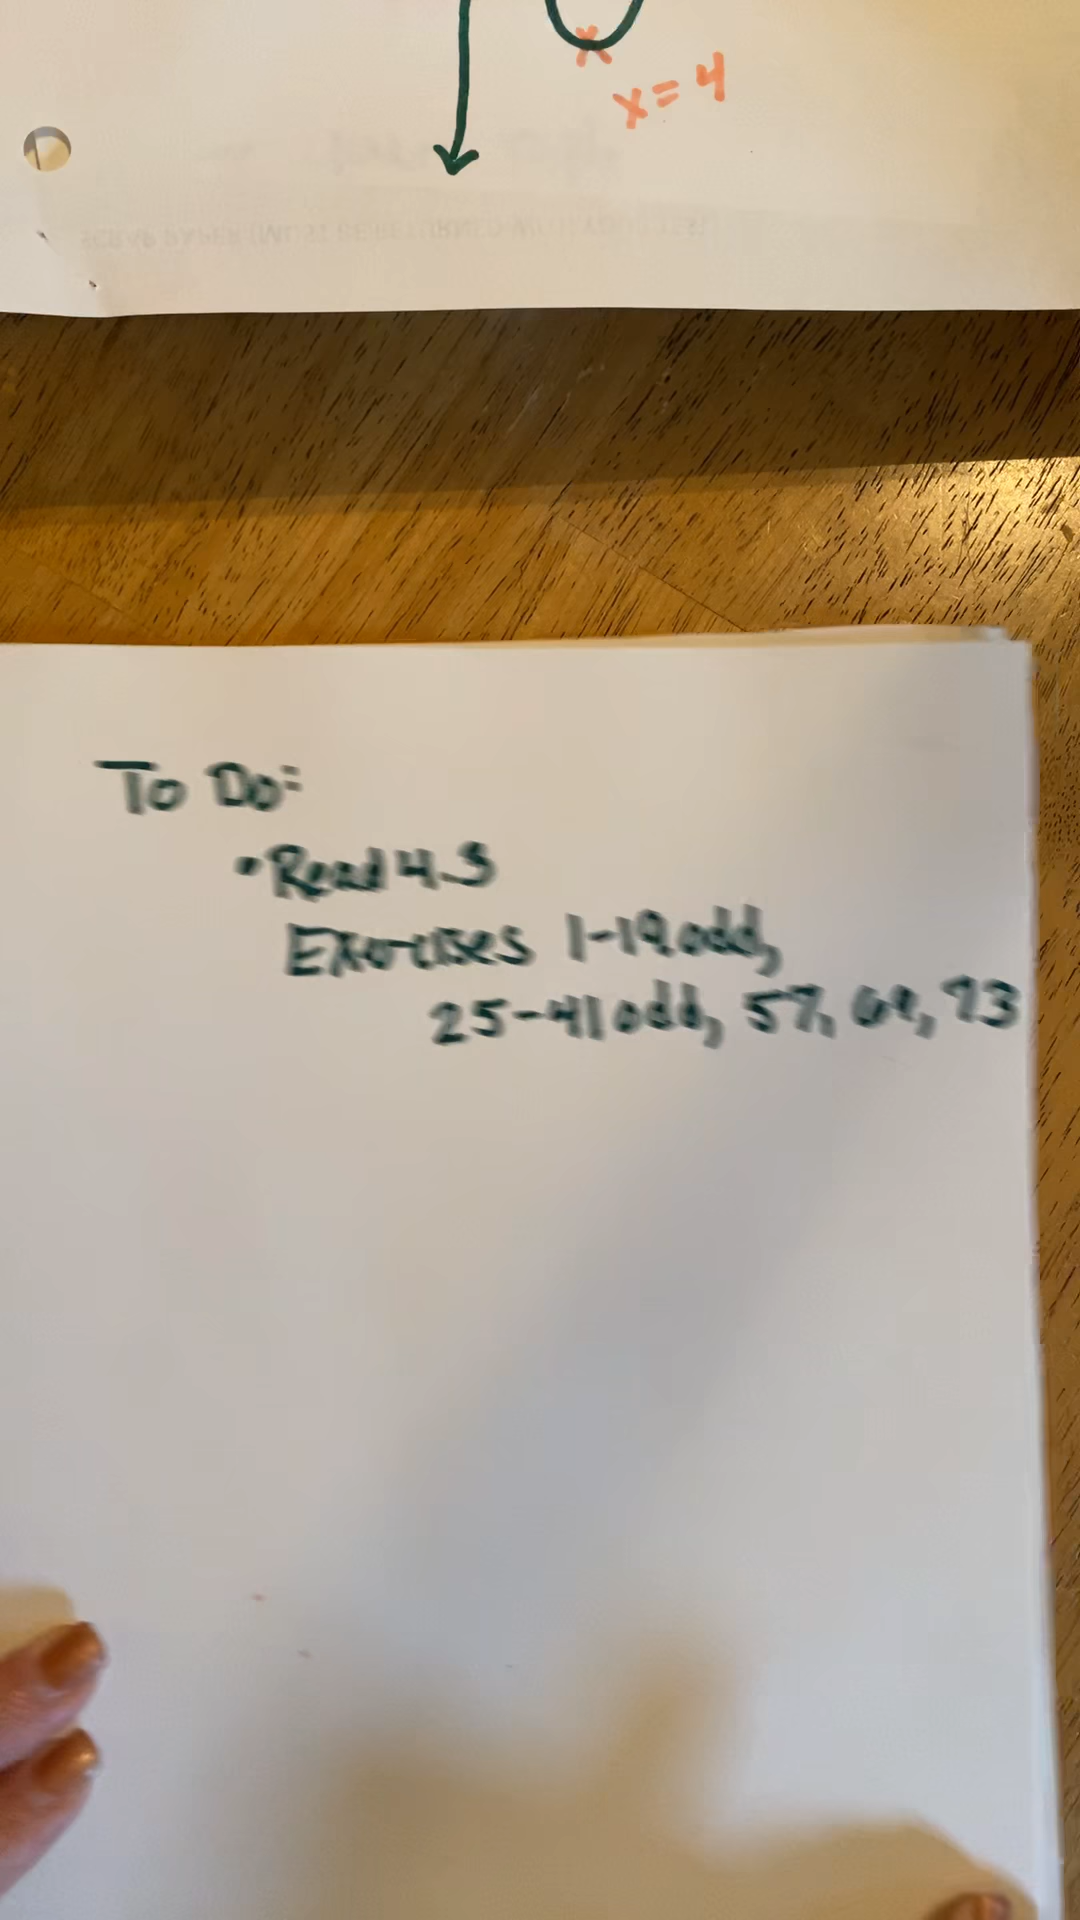 x=4
To Do:
•Read 4.3
Exercises 1-19 odd,
25-41 odd, 57, 69, 73